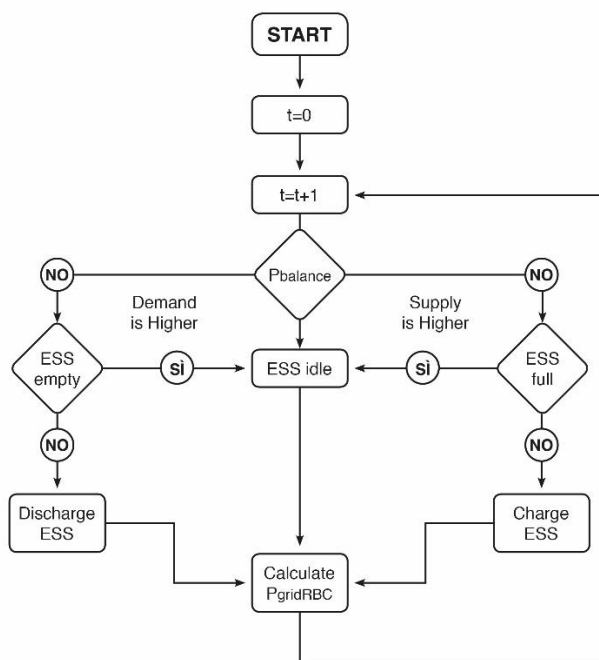 START
t=0
t=t+1
Pbalance
NO
NO
Demand
is Higher
Supply
is Higher
ESS
empty
SÌ
ESS idle
SÌ
ESS
full
NO
NO
Discharge
ESS
Charge
ESS
Calculate
PgridRBC